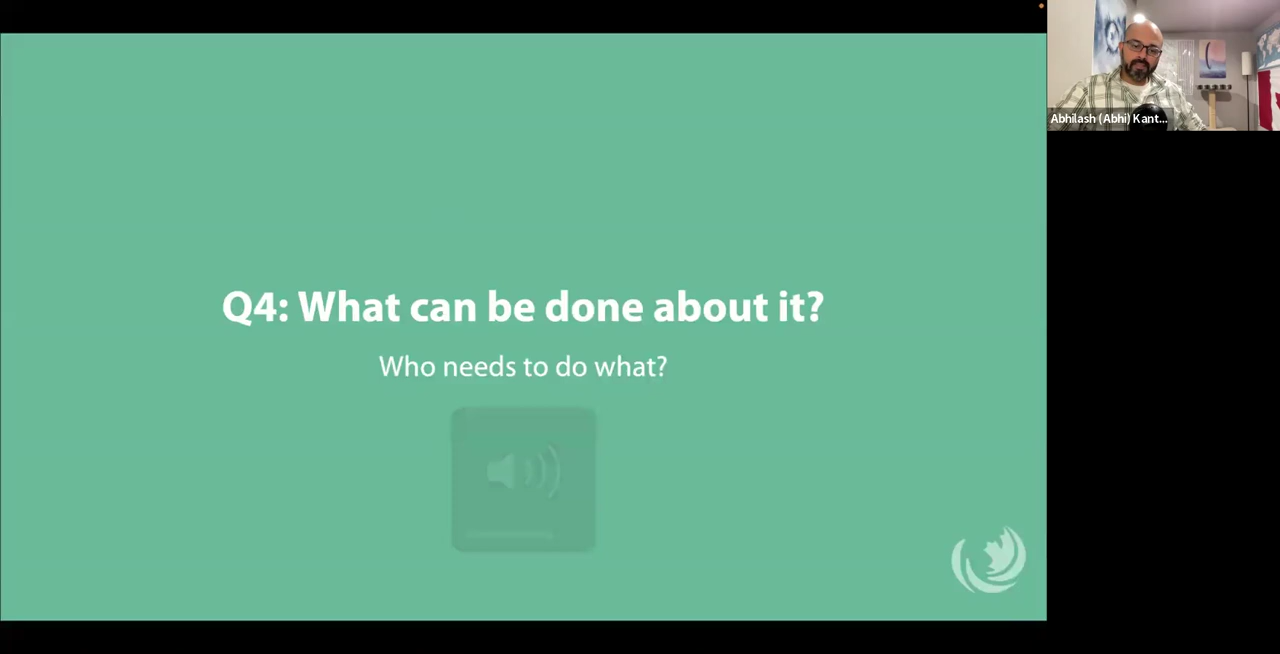 Q4: What can be done about it?
Who needs to do what?
Abhilash (Abhi) Kant...